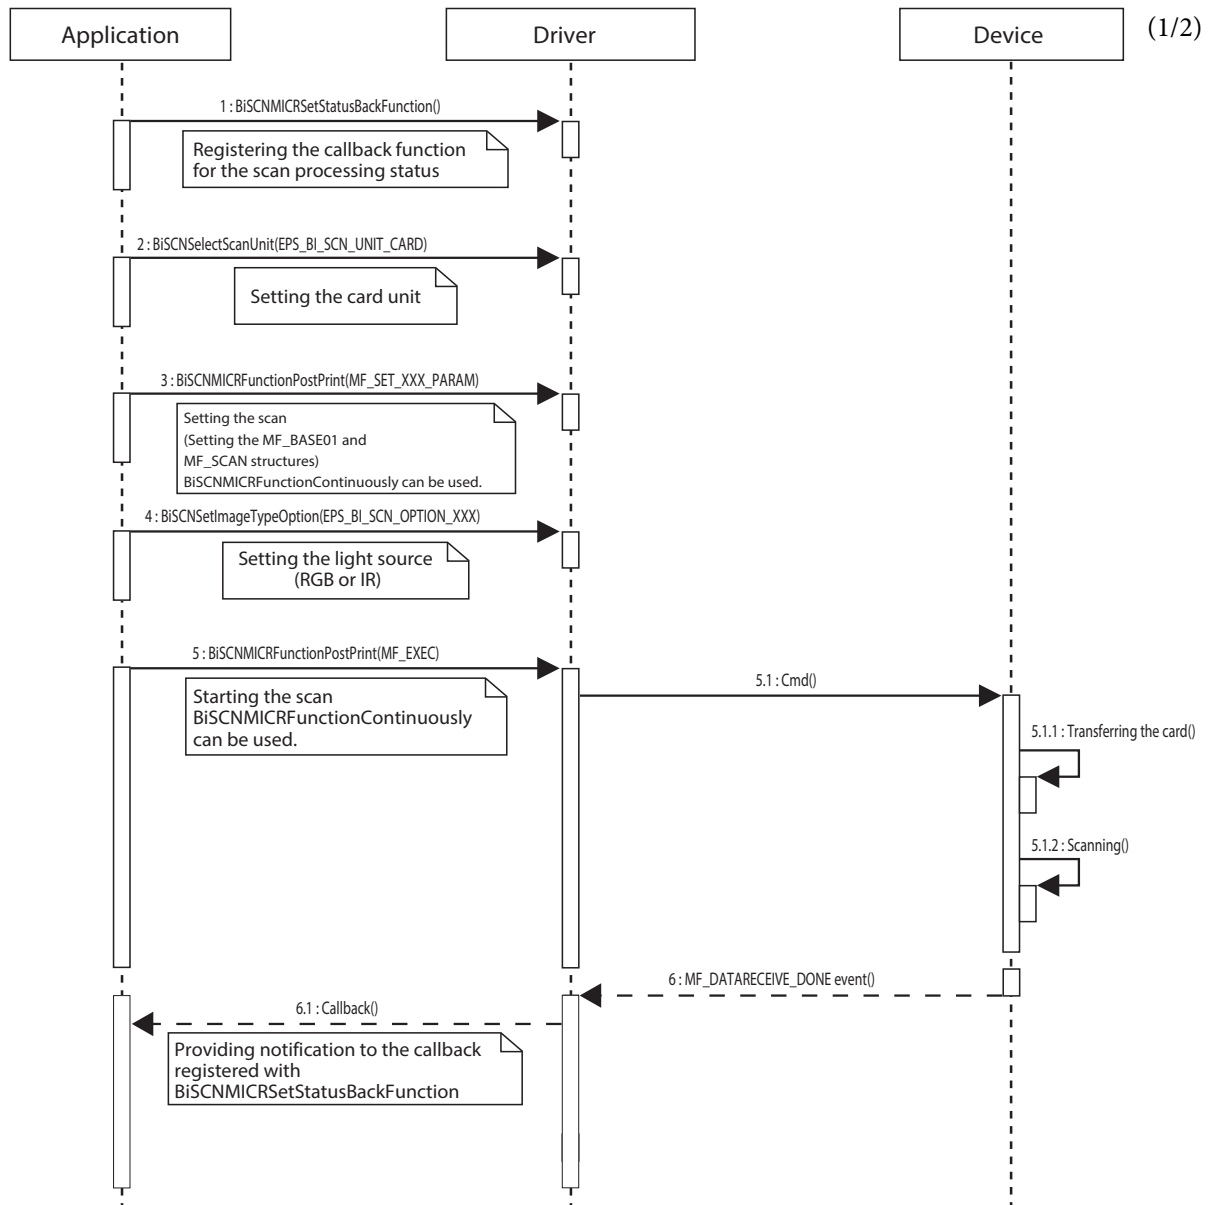 Application
Driver
Device
(1/2)
1 : BiSCNMICRSetStatusBackFunction()
Registering the callback function
for the scan processing status
2 : BiSCNSelectScanUnit(EPS_BI_SCN_UNIT_CARD)
Setting the card unit
3 : BiSCNMICRFunctionPostPrint(MF_SET_XXX_PARAM)
Setting the scan
(Setting the MF_BASE01 and
MF_SCAN structures)
BiSCNMICRFunctionContinuously can be used.
4 : BiSCNSetImageTypeOption(EPS_BI_SCN_OPTION_XXX)
Setting the light source
(RGB or IR)
5 : BiSCNMICRFunctionPostPrint(MF_EXEC)
Starting the scan
BiSCNMICRFunctionContinuously
can be used.
5.1 : Cmd()
5.1.1 : Transferring the card()
5.1.2 : Scanning()
6 : MF_DATARECEIVE_DONE event()
6.1 : Callback()
Providing notification to the callback
registered with
BiSCNMICRSetStatusBackFunction